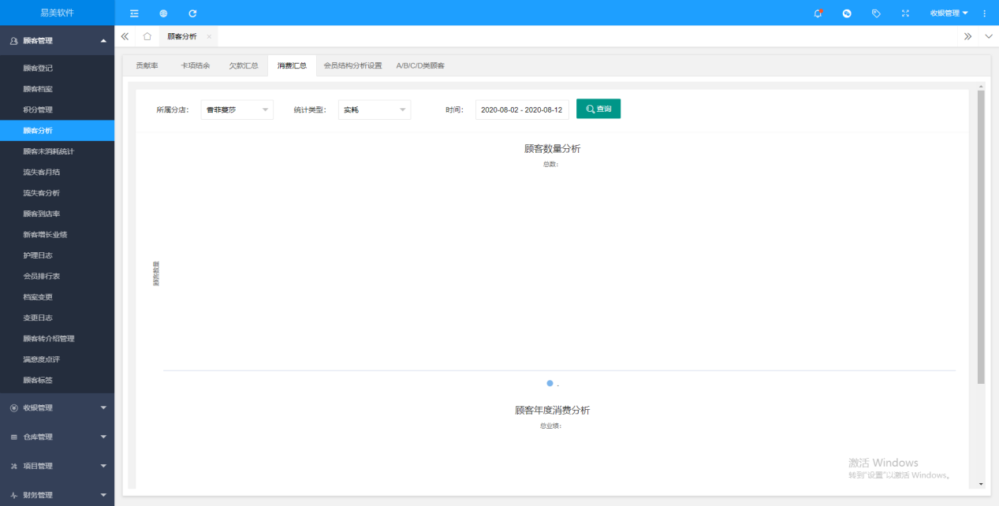 易美软件
收银管理
顾客管理
顾客分析
顾客登记
顾客档案
积分管理
顾客分析
顾客未消耗统计
流失客月结
流失客分析
顾客到店率
新客增长业绩
护理日志
会员排行表
档案变更
变更日志
顾客转介绍管理
满意度点评
顾客标签
收银管理
仓库管理
项目管理
财务管理
贡献率 卡项结余 欠款汇总 消费汇总 会员结构分析设置 A/B/C/D类顾客
所属分店: 香菲蔓莎 统计类型: 实耗 时间: 2020-08-02 - 2020-08-12 查询
顾客数量分析
总数:
顾客数量
.
顾客年度消费分析
总业绩:
激活 Windows
转到"设置"以激活 Windows。